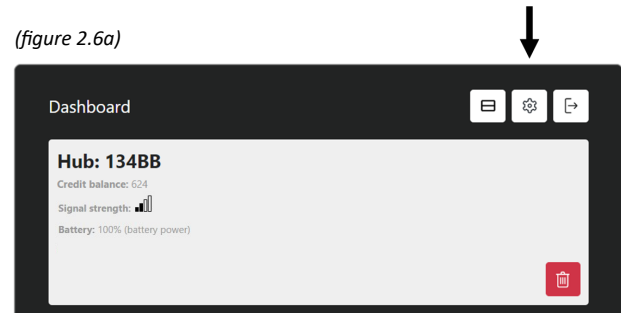 (figure 2.6a)
Dashboard
Hub: 134BB
Credit balance: 624
Signal strength:
Battery: 100% (battery power)